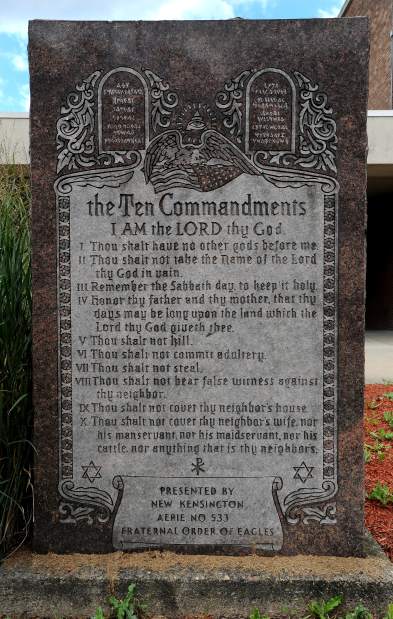 the Ten Commandments
I AM the LORD thy God.
I Thou shalt have no other gods before me.
II Thou shalt not take the Name of the Lord
thy God in vain.
III Remember the Sabbath day, to keep it holy.
IV Honor thy father and thy mother, that thy
days may be long upon the land which the
Lord thy God giveth thee.
V Thou shalt not kill.
VI Thou shalt not commit adultery.
VII Thou shalt not steal.
VIII Thou shalt not bear false witness against
thy neighbor.
IX Thou shalt not covet thy neighbor's house.
X Thou shalt not covet thy neighbor's wife, nor
his manservant, nor his maidservant, nor his
cattle, nor anything that is thy neighbor's.
PRESENTED BY
NEW KENSINGTON
AERIE NO 533
FRATERNAL ORDER OF EAGLES